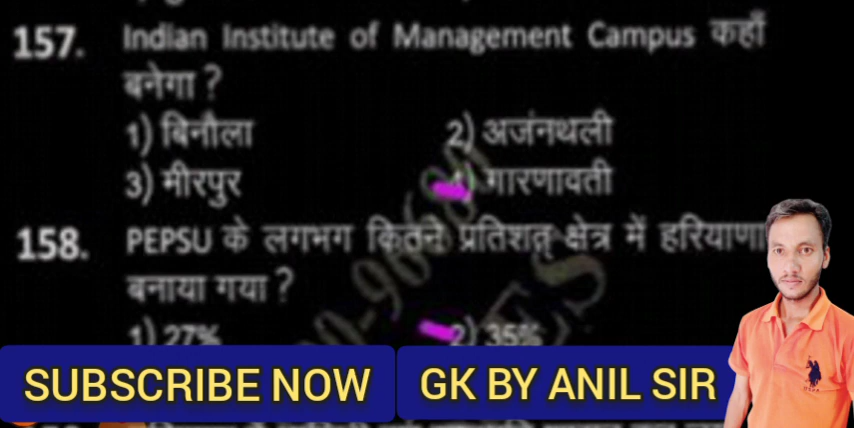 157. Indian Institute of Management Campus कहाँ
बनेगा ?
1) बिनौला 2) अजंनथली
3) मीरपुर 4) गारणावती
158. PEPSU के लगभग कितने प्रतिशत् क्षेत्र में हरियाणा
बनाया गया ?
1) 27% 2) 35%
SUBSCRIBE NOW GK BY ANIL SIR